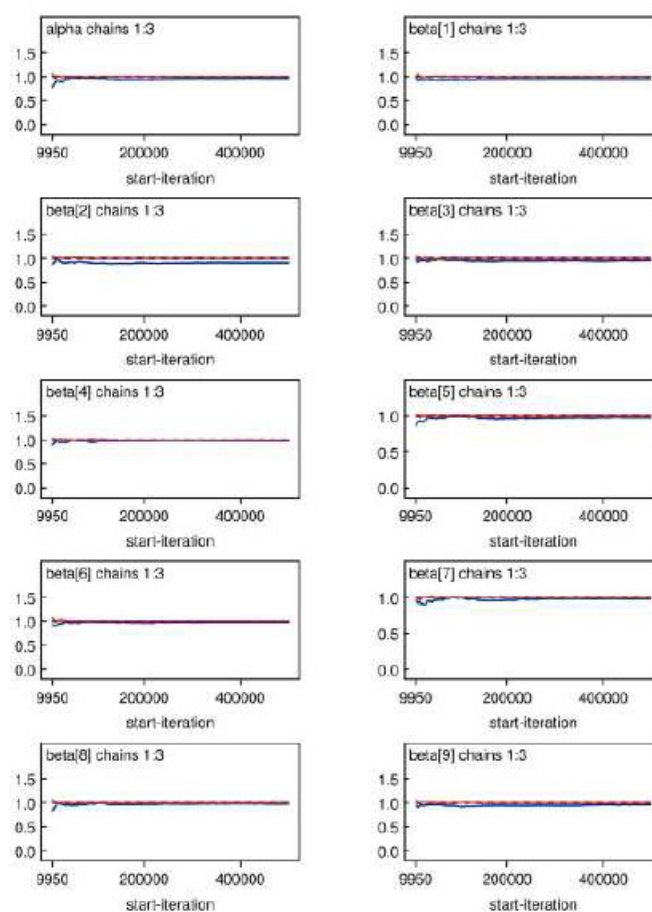 alpha chains 1:3
1.5
1.0
0.5
0.0
9950 200000 400000
start-iteration
beta[1] chains 1:3
1.5
1.0
0.5
0.0
9950 200000 400000
start-iteration
beta[2] chains 1:3
1.5
1.0
0.5
0.0
9950 200000 400000
start-iteration
beta[3] chains 1:3
1.5
1.0
0.5
0.0
9950 200000 400000
start-iteration
beta[4] chains 1:3
1.5
1.0
0.5
0.0
9950 200000 400000
start-iteration
beta[5] chains 1:3
1.0
0.5
0.0
9950 200000 400000
start-iteration
beta[6] chains 1:3
1.5
1.0
0.5
0.0
9950 200000 400000
start-iteration
beta[7] chains 1:3
1.0
0.5
0.0
9950 200000 400000
start-iteration
beta[8] chains 1:3
1.5
1.0
0.5
0.0
9950 200000 400000
start-iteration
beta[9] chains 1:3
1.5
1.0
0.5
0.0
9950 200000 400000
start-iteration